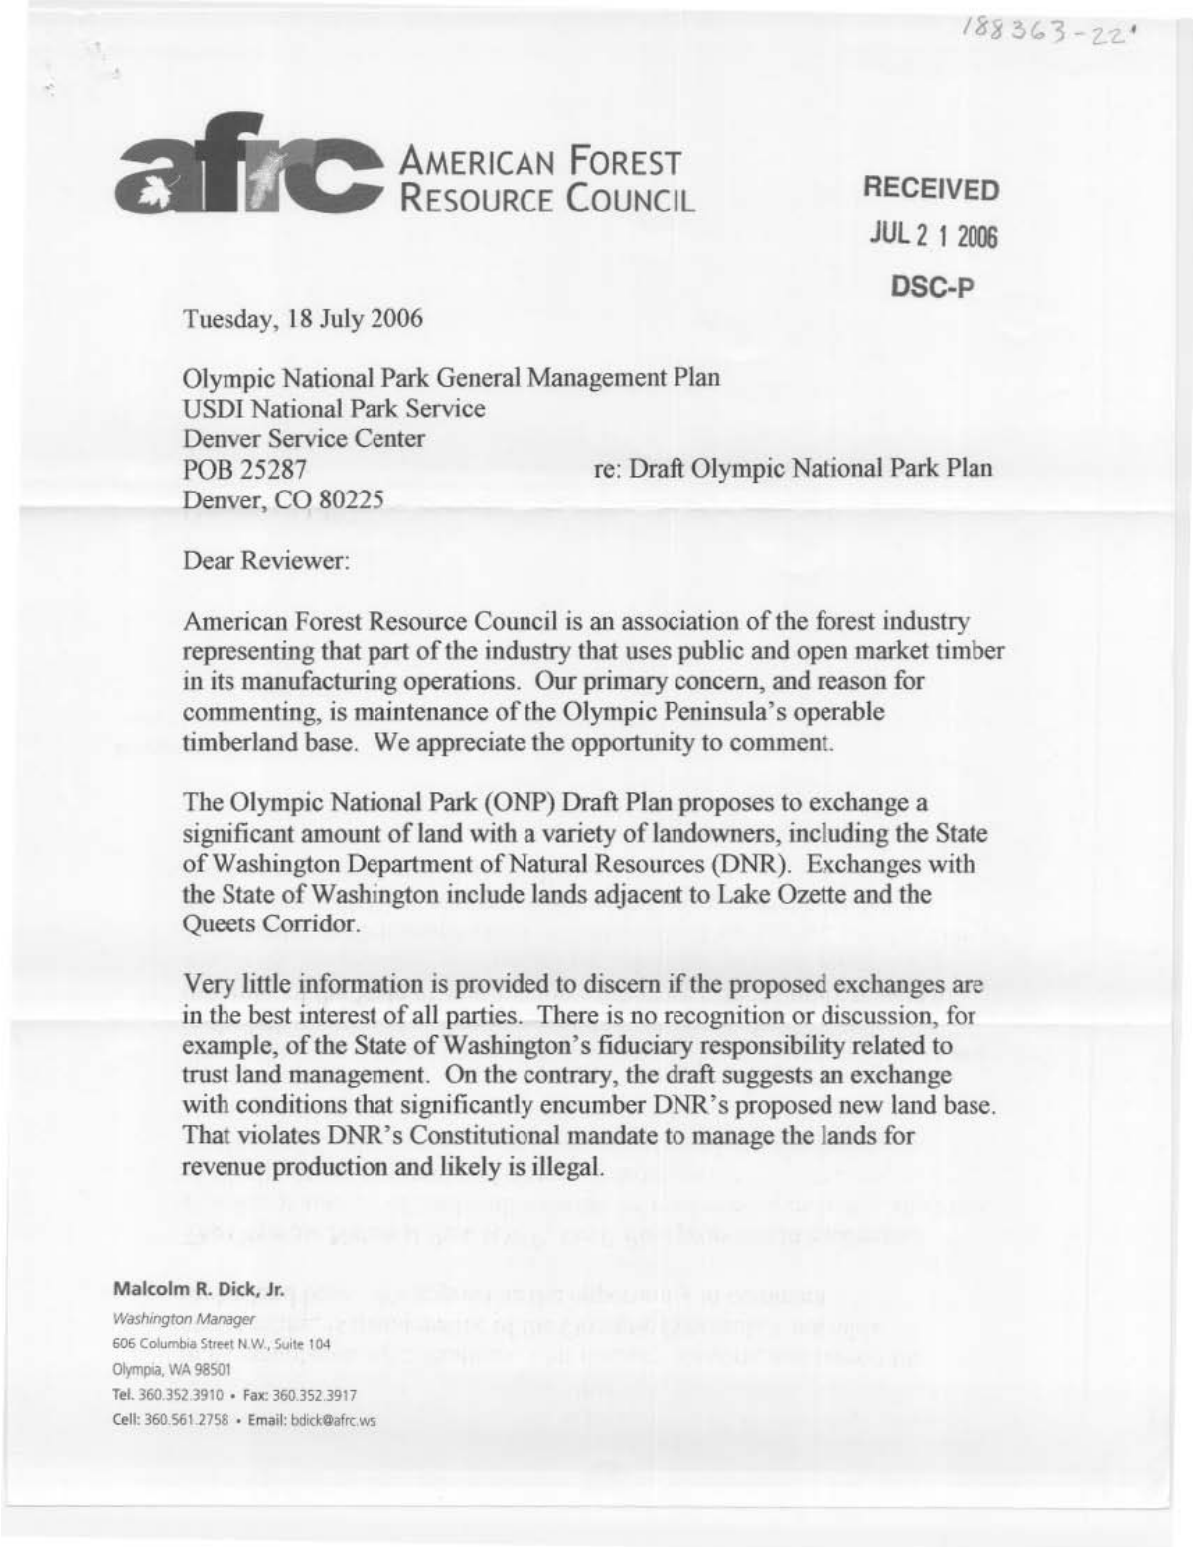 188363-22
afrc AMERICAN FOREST
RESOURCE COUNCIL
RECEIVED
JUL 2 1 2006
DSC-P
Tuesday, 18 July 2006
Olympic National Park General Management Plan
USDI National Park Service
Denver Service Center
POB 25287 re: Draft Olympic National Park Plan
Denver, CO 80225
Dear Reviewer:
American Forest Resource Council is an association of the forest industry
representing that part of the industry that uses public and open market timber
in its manufacturing operations. Our primary concern, and reason for
commenting, is maintenance of the Olympic Peninsula's operable
timberland base. We appreciate the opportunity to comment.
The Olympic National Park (ONP) Draft Plan proposes to exchange a
significant amount of land with a variety of landowners, including the State
of Washington Department of Natural Resources (DNR). Exchanges with
the State of Washington include lands adjacent to Lake Ozette and the
Queets Corridor.
Very little information is provided to discern if the proposed exchanges are
in the best interest of all parties. There is no recognition or discussion, for
example, of the State of Washington's fiduciary responsibility related to
trust land management. On the contrary, the draft suggests an exchange
with conditions that significantly encumber DNR's proposed new land base.
That violates DNR's Constitutional mandate to manage the lands for
revenue production and likely is illegal.
Malcolm R. Dick, Jr.
Washington Manager
606 Columbia Street N.W., Suite 104
Olympia, WA 98501
Tel. 360.352.3910 • Fax: 360.352.3917
Cell: 360.561.2758 • Email: bdick@afrc.ws